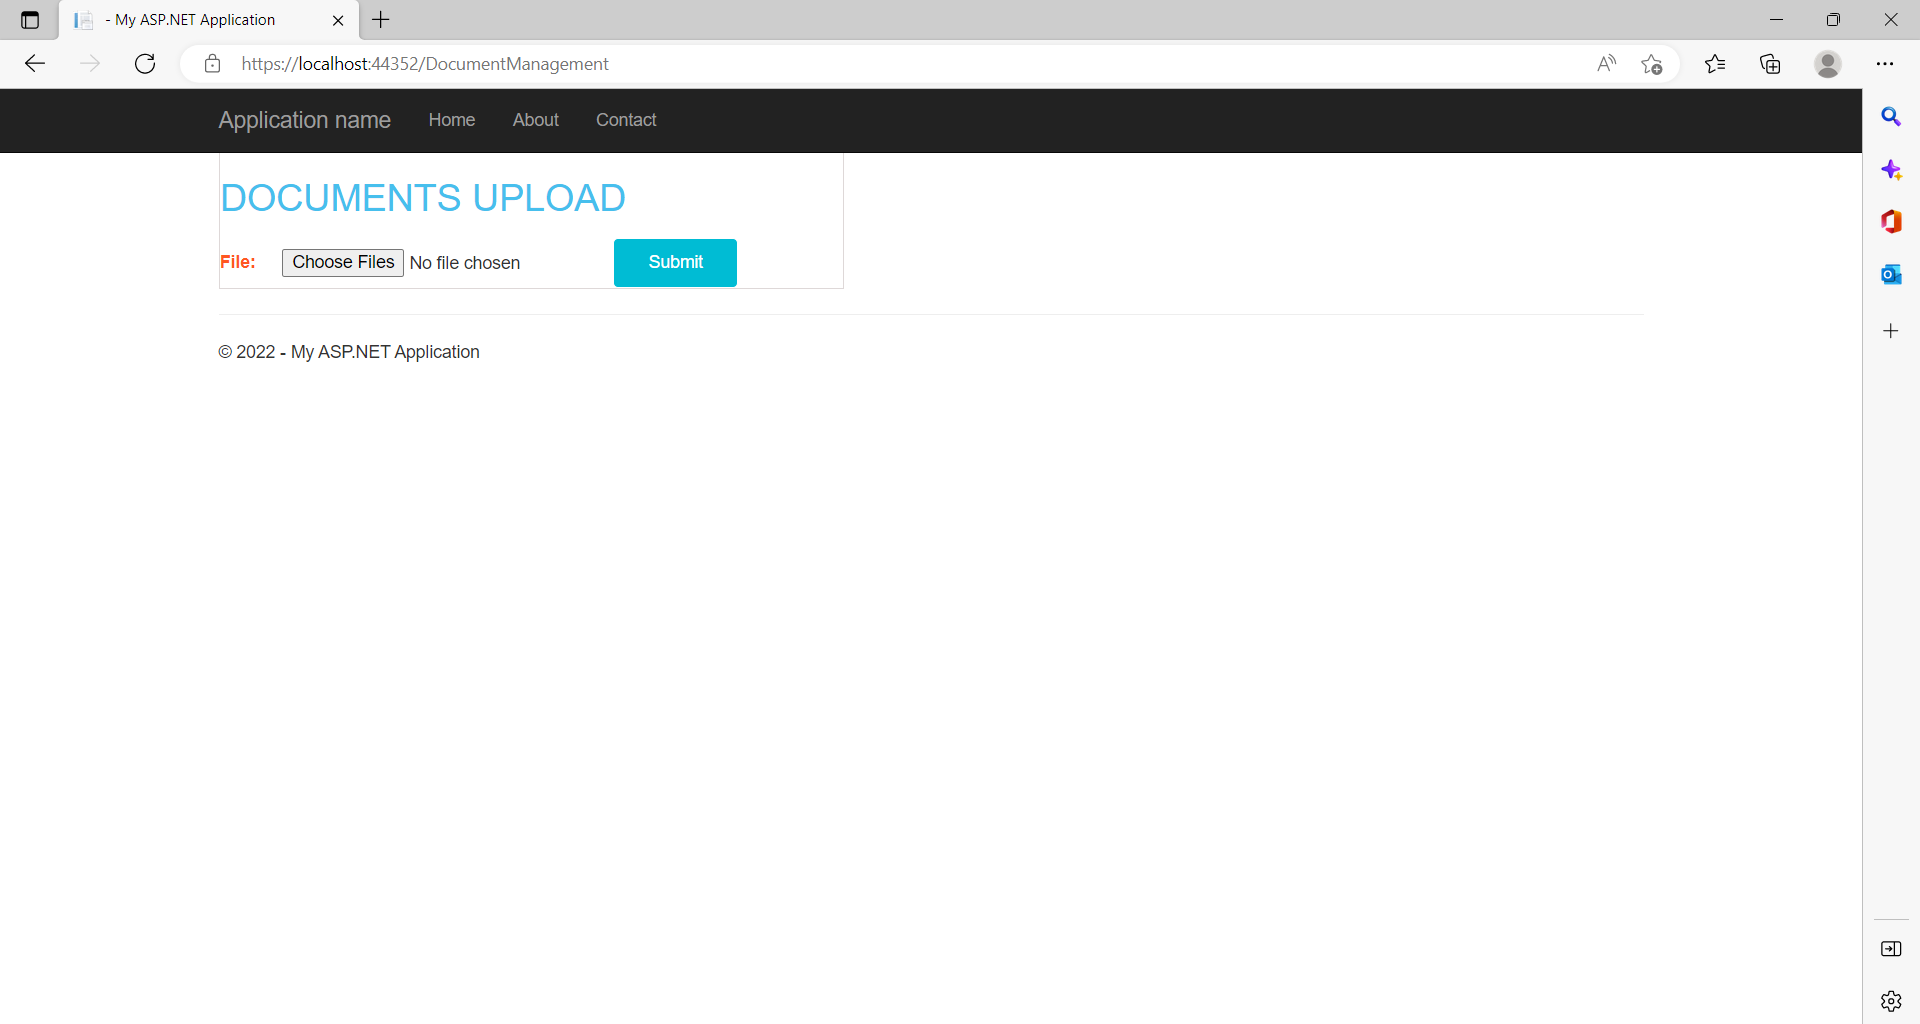 - My ASP.NET Application
https://localhost:44352/DocumentManagement
Application name Home About Contact
DOCUMENTS UPLOAD
File: Choose Files No file chosen Submit
© 2022 - My ASP.NET Application